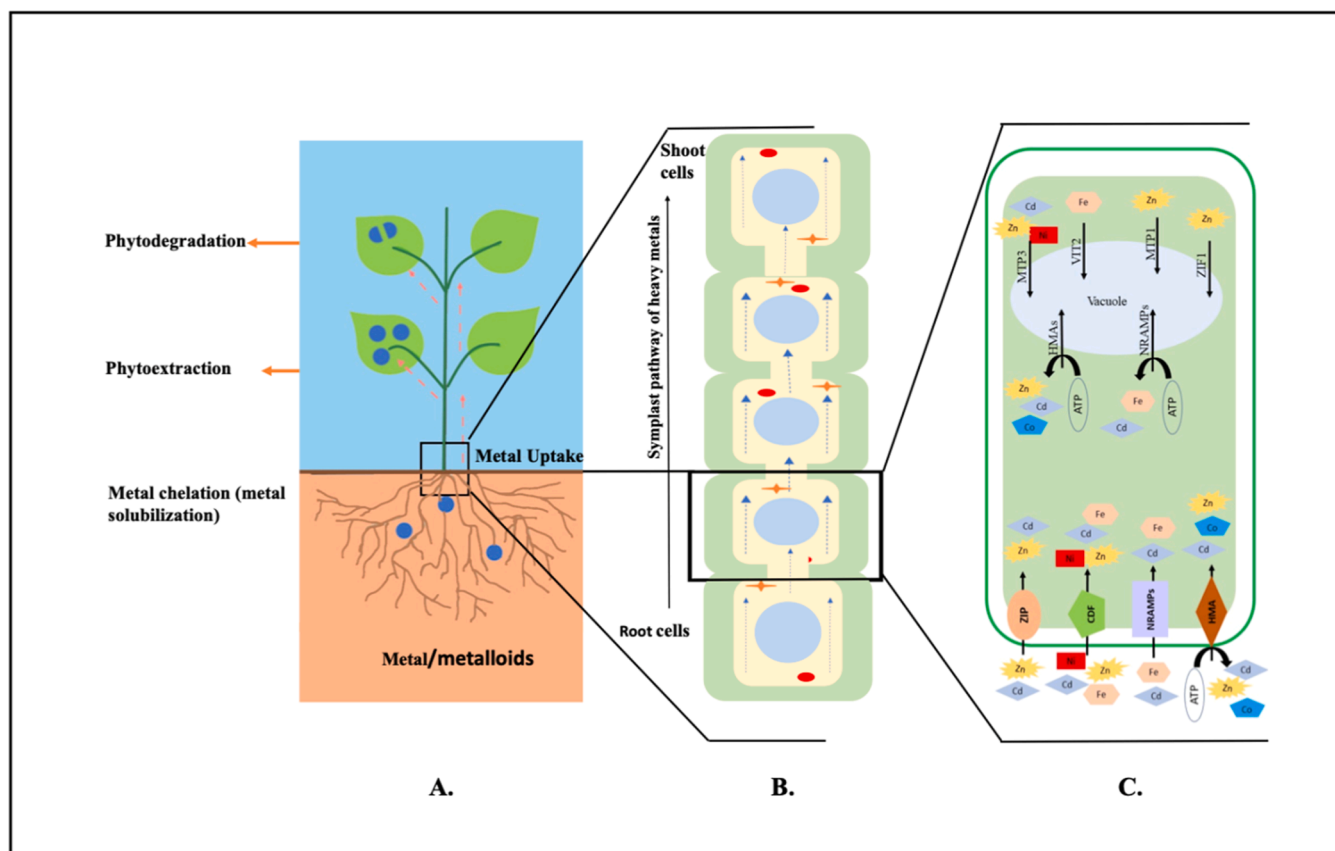 Phytodegradation
Phytoextraction
Metal chelation (metal
solubilization)
Metal Uptake
Metal/metalloids
A.
Shoot
cells
Symplast pathway of heavy metals
Root cells
B.
Cd
Fe
Zn
Zn
Zn
Ni
MTP3
VIT2
MTP1
ZIF1
Vacuole
HMAs
NRAMPs
Zn
Cd
Co
ATP
Fe
Cd
ATP
Cd
Zn
Fe
Cd
Ni
Zn
Fe
Cd
Zn
Co
Cd
ZIP
CDF
NRAMPs
HMA
Zn
Cd
Ni
Zn
Cd
Fe
Fe
Cd
ATP
Cd
Zn
Co
C.